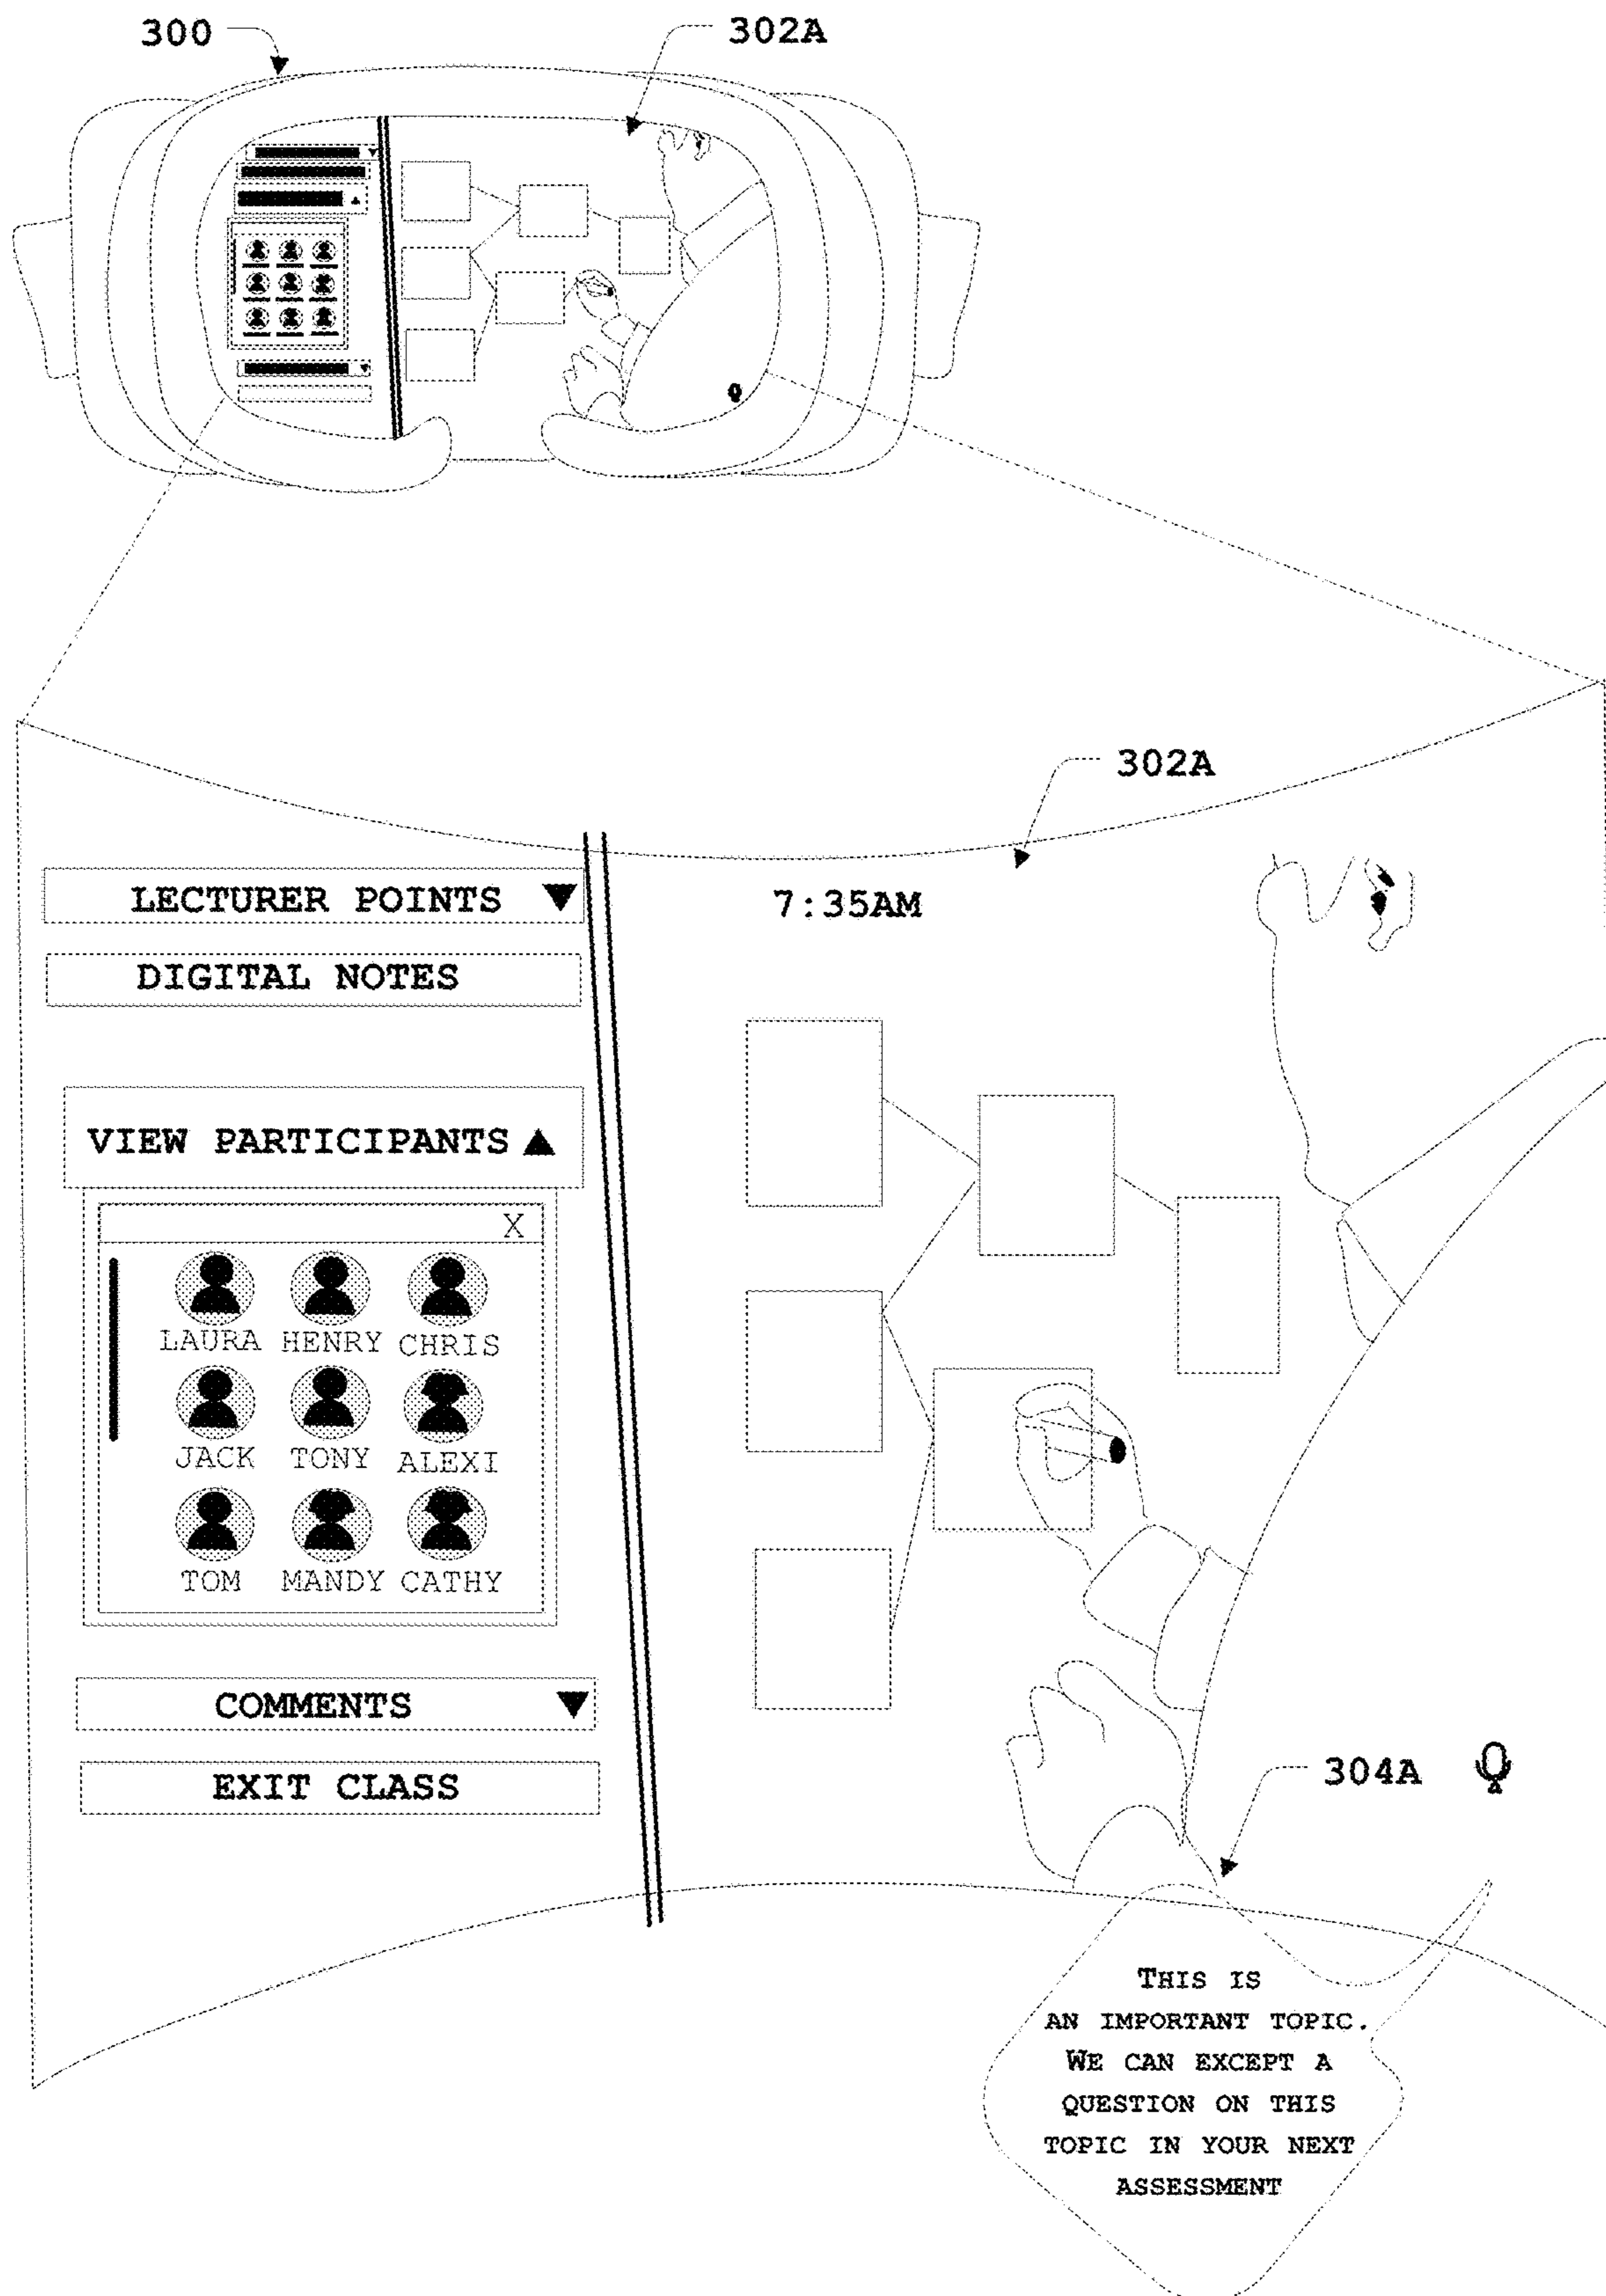 300
302A
302A
LECTURER POINTS ▼
7:35AM
DIGITAL NOTES
VIEW PARTICIPANTS ▲
X
LAURA HENRY CHRIS
JACK TONY ALEXI
TOM MANDY CATHY
COMMENTS ▼
EXIT CLASS
304A
THIS IS
AN IMPORTANT TOPIC.
WE CAN EXCEPT A
QUESTION ON THIS
TOPIC IN YOUR NEXT
ASSESSMENT